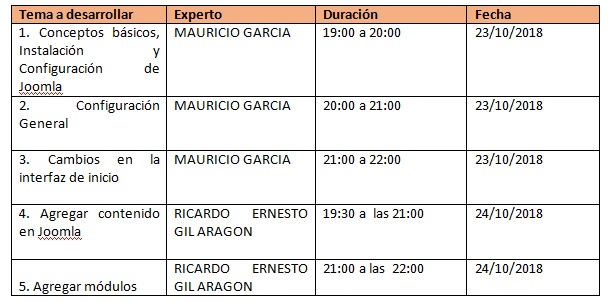 Tema a desarrollar Experto Duración Fecha
1. Conceptos básicos, MAURICIO GARCIA 19:00 a 20:00 23/10/2018
Instalación y
Configuración de
Joomla
2. Configuración MAURICIO GARCIA 20:00 a 21:00 23/10/2018
General
3. Cambios en la MAURICIO GARCIA 21:00 a 22:00 23/10/2018
interfaz de inicio
4. Agregar contenido RICARDO ERNESTO 19:30 a las 21:00 24/10/2018
en Joomla GIL ARAGON
RICARDO ERNESTO 21:00 a las 22:00 24/10/2018
5. Agregar módulos GIL ARAGON